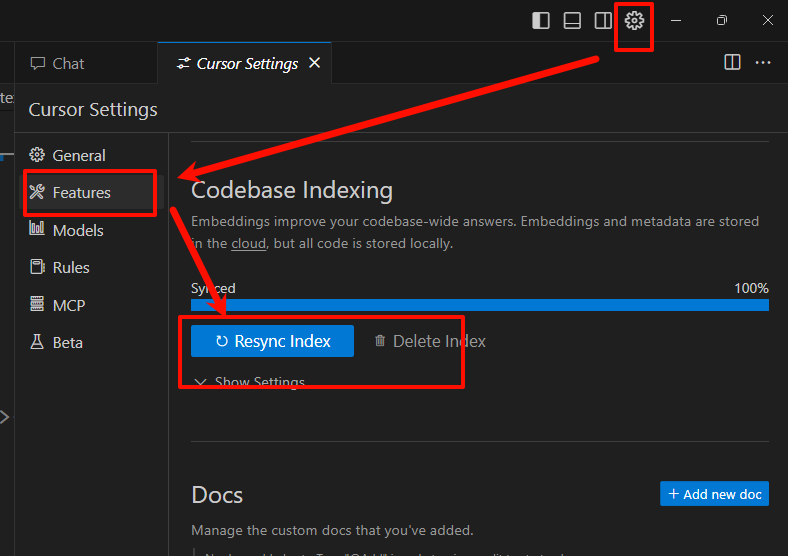 Chat
Cursor Settings
Cursor Settings
General
Features
Models
Rules
MCP
Beta
Codebase Indexing
Embeddings improve your codebase-wide answers. Embeddings and metadata are stored
in the cloud, but all code is stored locally.
Synced 100%
Resync Index Delete Index
Show Settings
Docs + Add new doc
Manage the custom docs that you've added.